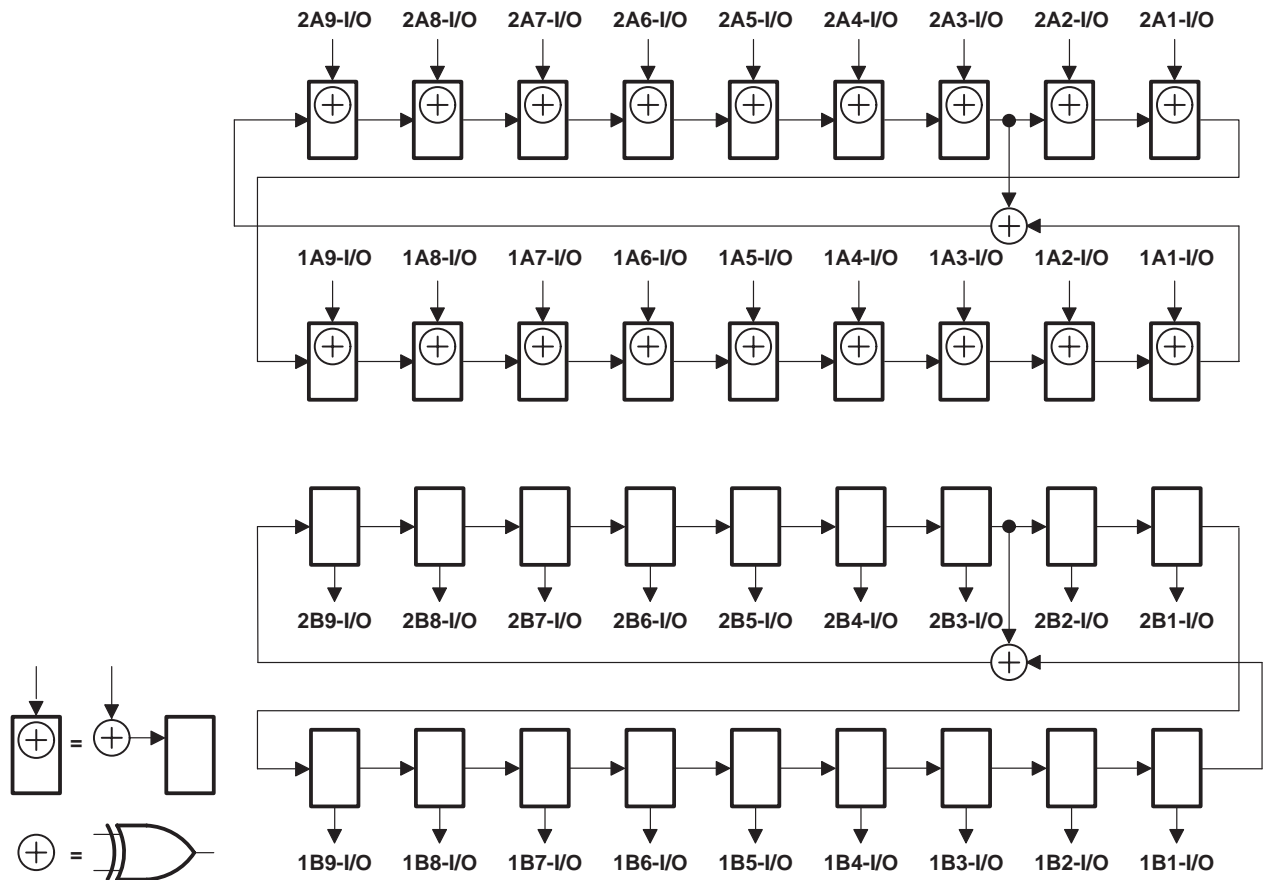 2A9-I/O 2A8-I/O 2A7-I/O 2A6-I/O 2A5-I/O 2A4-I/O 2A3-I/O 2A2-I/O 2A1-I/O
1A9-I/O 1A8-I/O 1A7-I/O 1A6-I/O 1A5-I/O 1A4-I/O 1A3-I/O 1A2-I/O 1A1-I/O
2B9-I/O 2B8-I/O 2B7-I/O 2B6-I/O 2B5-I/O 2B4-I/O 2B3-I/O 2B2-I/O 2B1-I/O
=
=
1B9-I/O 1B8-I/O 1B7-I/O 1B6-I/O 1B5-I/O 1B4-I/O 1B3-I/O 1B2-I/O 1B1-I/O